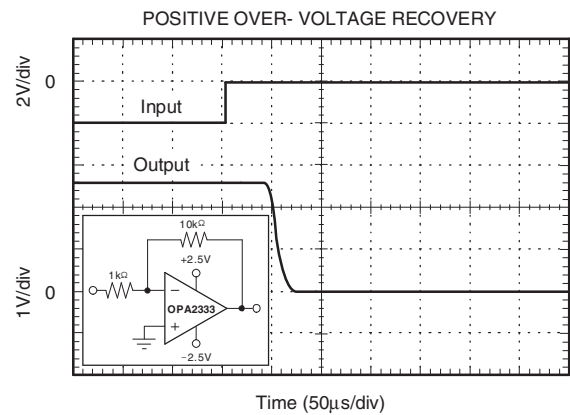 POSITIVE OVER- VOLTAGE RECOVERY
2V/div
0
Input
Output
10kΩ
+2.5V
1kΩ
−
OPA2333
+
−2.5V
1V/div
0
Time (50µs/div)